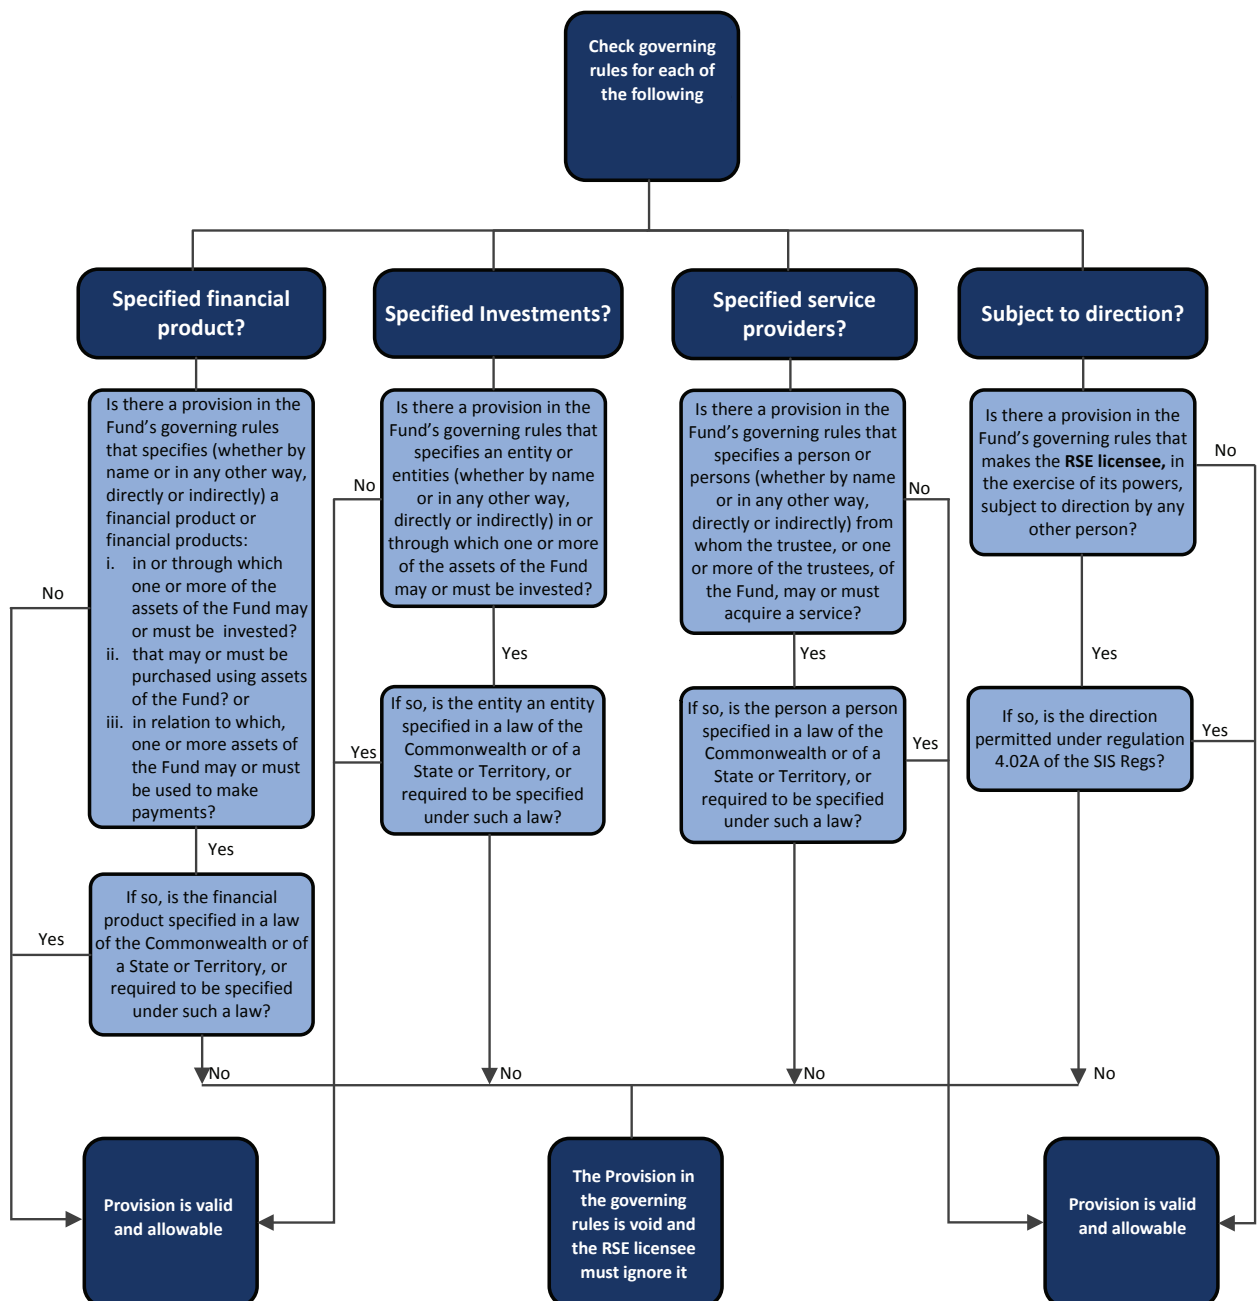 Check governing
rules for each of
the following
Specified financial
product?
Specified Investments?
Specified service
providers?
Subject to direction?
Is there a provision in the
Fund’s governing rules
that specifies (whether by
name or in any other way,
directly or indirectly) a
financial product or
financial products:
i. in or through which
one or more of the
assets of the Fund may
or must be invested?
ii. that may or must be
purchased using assets
of the Fund? or
iii. in relation to which,
one or more assets of
the Fund may or must
be used to make
payments?
No
Yes
If so, is the financial
product specified in a law
of the Commonwealth or of
a State or Territory, or
required to be specified
under such a law?
Yes
No
Is there a provision in the
Fund’s governing rules that
specifies an entity or
entities (whether by name
or in any other way,
directly or indirectly) in or
through which one or more
of the assets of the Fund
may or must be invested?
No
Yes
If so, is the entity an entity
specified in a law of the
Commonwealth or of a
State or Territory, or
required to be specified
under such a law?
Yes
No
Is there a provision in the
Fund’s governing rules that
specifies a person or
persons (whether by name
or in any other way,
directly or indirectly) from
whom the trustee, or one
or more of the trustees, of
the Fund, may or must
acquire a service?
No
Yes
If so, is the person a person
specified in a law of the
Commonwealth or of a
State or Territory, or
required to be specified
under such a law?
Yes
No
Is there a provision in the
Fund’s governing rules that
makes the RSE licensee, in
the exercise of its powers,
subject to direction by any
other person?
No
Yes
If so, is the direction
permitted under regulation
4.02A of the SIS Regs?
Yes
No
Provision is valid
and allowable
The Provision in
the governing
rules is void and
the RSE licensee
must ignore it
Provision is valid
and allowable